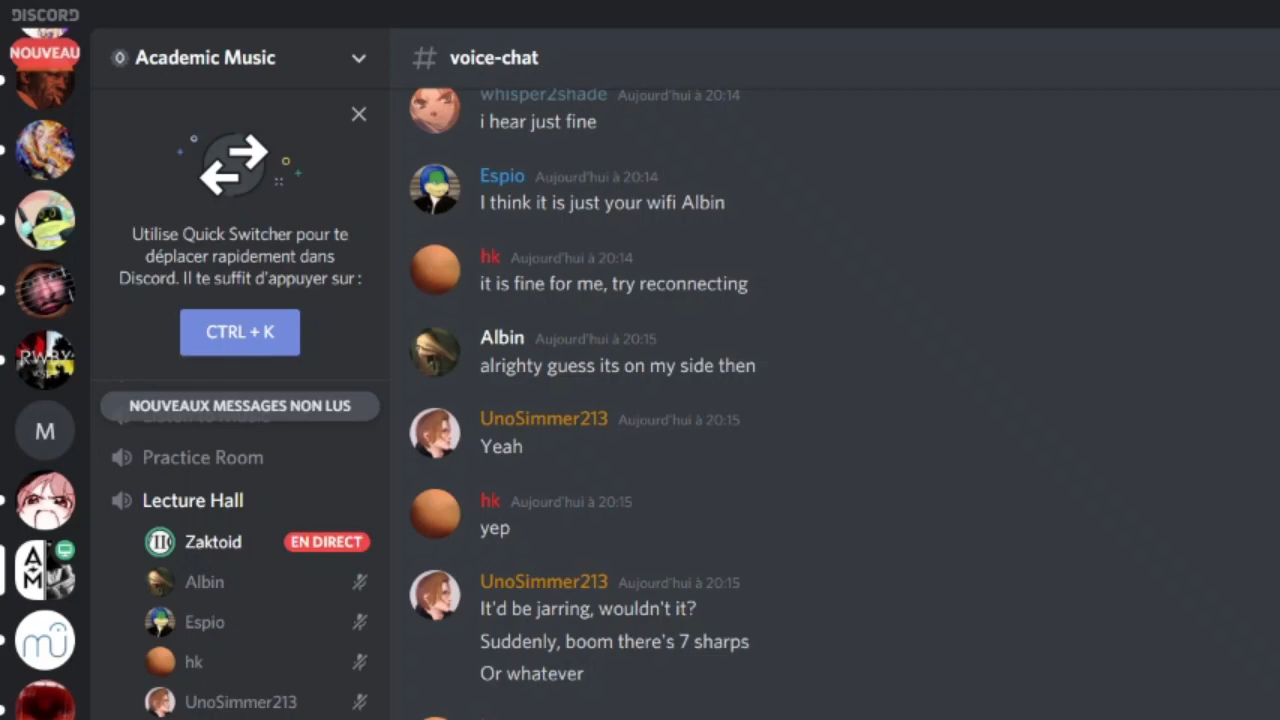 DISCORD
NOUVEAU
RWBY
M
A
M
Academic Music
Utilise Quick Switcher pour te
déplacer rapidement dans
Discord. Il te suffit d'appuyer sur :
CTRL + K
NOUVEAUX MESSAGES NON LUS
Practice Room
Lecture Hall
Zaktoid EN DIRECT
Albin
Espio
hk
UnoSimmer213
# voice-chat
whisper2shade Aujourd'hui à 20:14
i hear just fine
Espio Aujourd'hui à 20:14
I think it is just your wifi Albin
hk Aujourd'hui à 20:14
it is fine for me, try reconnecting
Albin Aujourd'hui à 20:15
alrighty guess its on my side then
UnoSimmer213 Aujourd'hui à 20:15
Yeah
hk Aujourd'hui à 20:15
yep
UnoSimmer213 Aujourd'hui à 20:15
It'd be jarring, wouldn't it?
Suddenly, boom there's 7 sharps
Or whatever